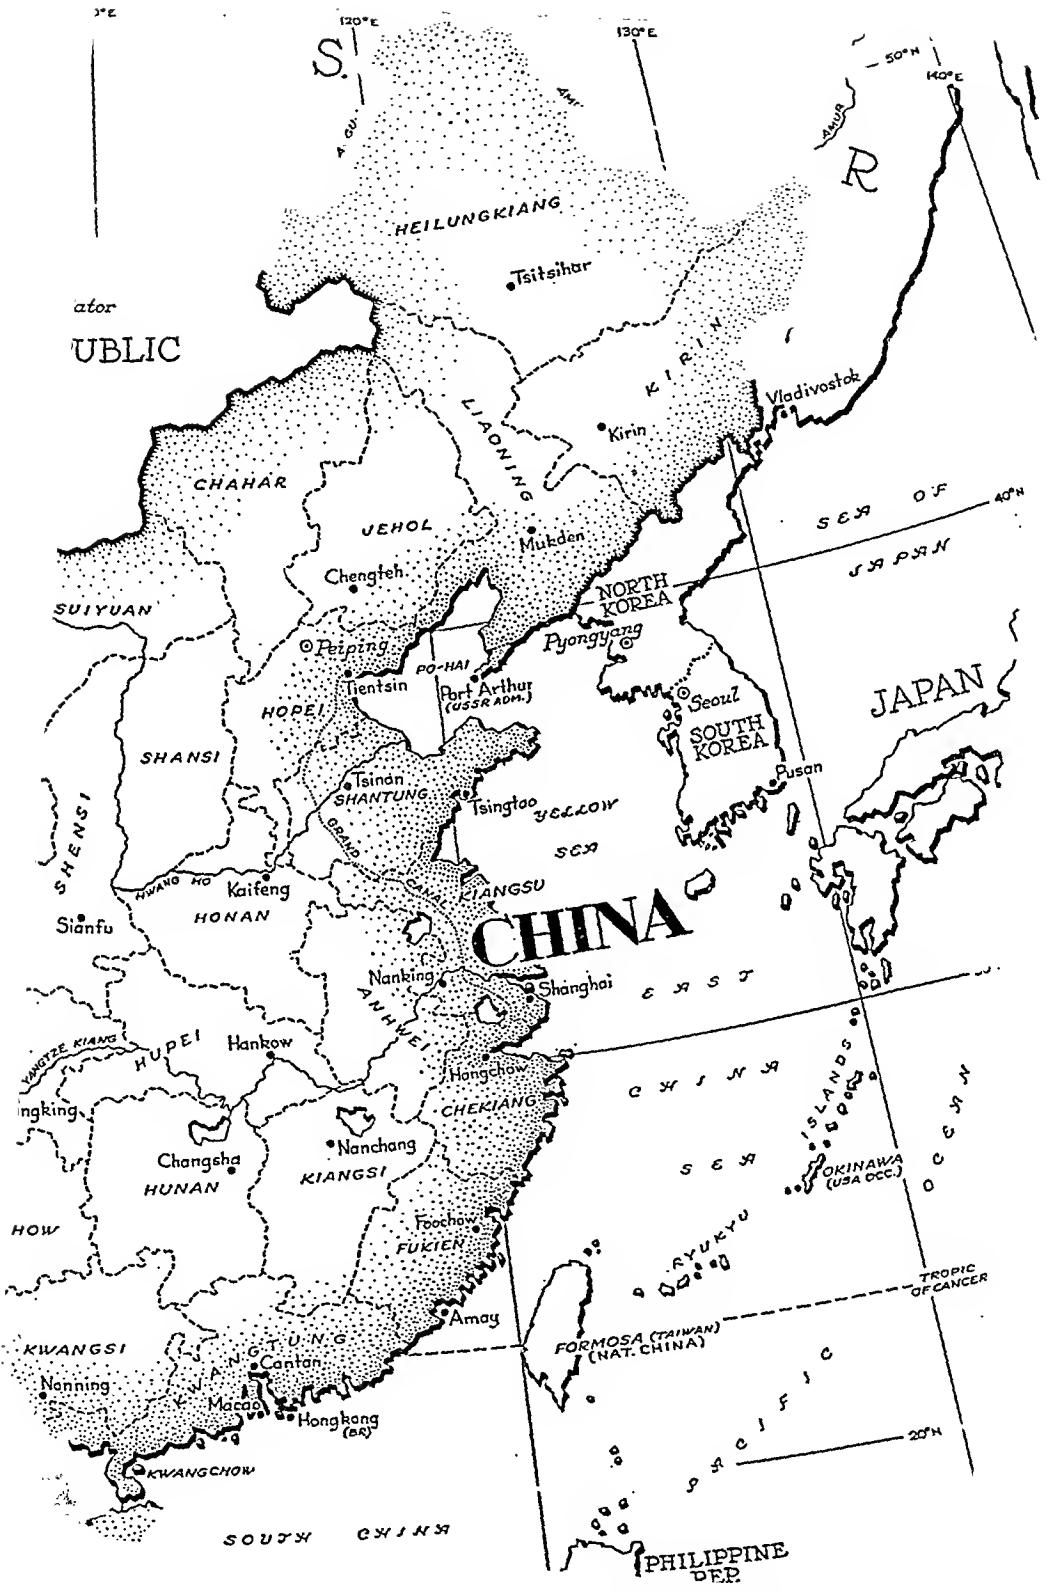 120°E
130°E
S.
50°N
140°E
AMUR
R
HEILUNGKIANG
Tsitsihar
ator
UBLIC
KIRIN
Vladivostok
LIAONING
Kirin
CHAHAR
JEHOL
Mukden
SEA OF
JAPAN
40°N
Chengteh
SUIYUAN
NORTH
KOREA
Peiping
Pyongyang
PO-HAI
Tientsin
Port Arthur
(USSR ADM.)
Seoul
JAPAN
HOPEI
SOUTH
KOREA
SHANSI
Pusan
Tsinan
SHANTUNG
Tsingtao
YELLOW
SEA
GRAND
CANAL
SHENSI
HWANG HO
Kaifeng
KIANGSU
HONAN
Sianfu
CHINA
Nanking
Shanghai
EAST
ANHWEI
YANGTZE KIANG
HUPEI
Hankow
Hangchow
CHINA
ISLANDS
OCEAN
ngking
CHEKIANG
Nanchang
Changsha
KIANGSI
SEA
OKINAWA
(USA OCC.)
HUNAN
HOW
Foochow
FUKIEN
RYUKYU
TROPIC
OF CANCER
Amoy
FORMOSA (TAIWAN)
(NAT. CHINA)
KWANGSI
KWANGTUNG
Canton
Nanning
Macao
Hongkong
(BR)
PACIFIC
20°N
KWANGCHOW
SOUTH CHINA
PHILIPPINE
REP.